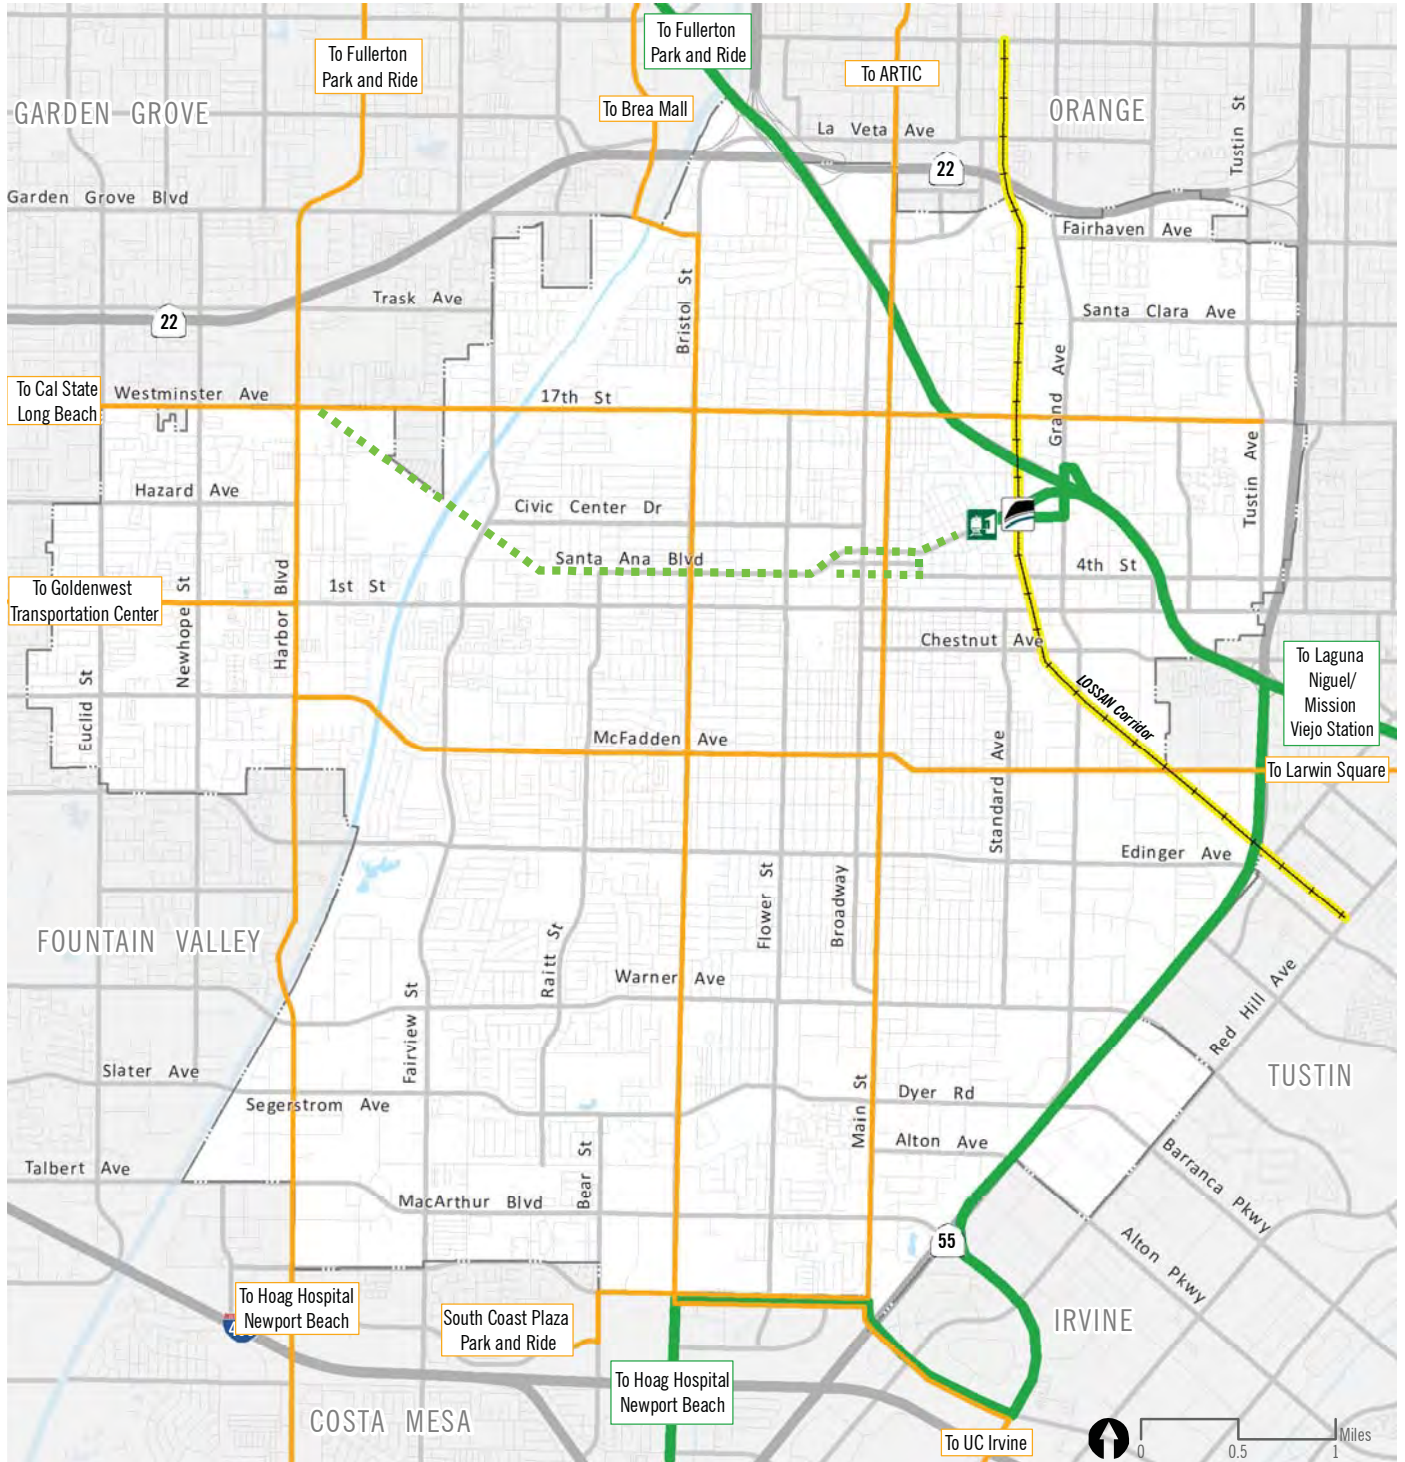 To Fullerton
Park and Ride
To Fullerton
Park and Ride
To ARTIC
To Brea Mall
GARDEN GROVE
ORANGE
La Veta Ave
Tustin St
22
Garden Grove Blvd
Fairhaven Ave
Trask Ave
Bristol St
Santa Clara Ave
22
Grand Ave
To Cal State
Long Beach
Westminster Ave
17th St
Tustin Ave
Hazard Ave
Civic Center Dr
Santa Ana Blvd
4th St
To Goldenwest
Transportation Center
Newhope St
Harbor Blvd
1st St
Chestnut Ave
To Laguna
Niguel/
Mission
Viejo Station
Euclid St
LOSSAN Corridor
McFadden Ave
Standard Ave
To Larwin Square
Edinger Ave
Flower St
Broadway
FOUNTAIN VALLEY
Raitt St
Warner Ave
Fairview St
Red Hill Ave
Slater Ave
TUSTIN
Segerstrom Ave
Main St
Dyer Rd
Alton Ave
Bear St
Talbert Ave
Barranca Pkwy
MacArthur Blvd
55
Alton Pkwy
To Hoag Hospital
Newport Beach
South Coast Plaza
Park and Ride
IRVINE
To Hoag Hospital
Newport Beach
COSTA MESA
To UC Irvine
Miles
0
0.5
1